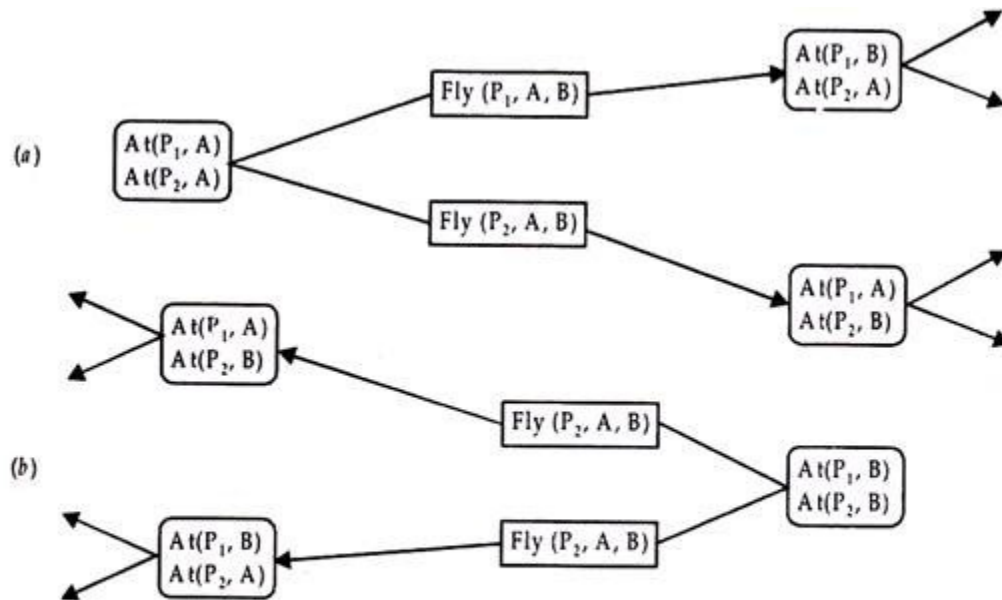 At(P₁, B)
At(P₂, A)
Fly (P₁, A, B)
(a)
At(P₁, A)
At(P₂, A)
Fly (P₂, A, B)
At(P₁, A)
At(P₂, B)
At(P₁, A)
At(P₂, B)
Fly (P₂, A, B)
(b)
At(P₁, B)
At(P₂, B)
Fly (P₂, A, B)
At(P₁, B)
At(P₂, A)